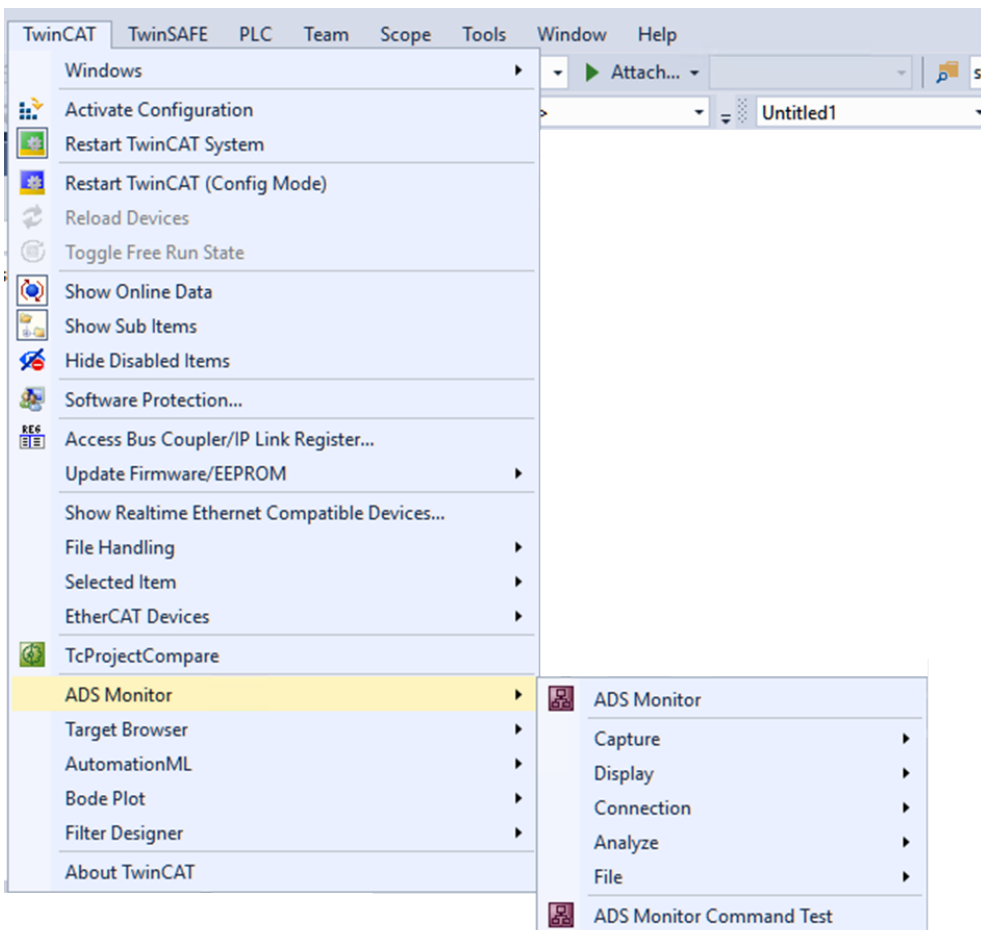 TwinCAT TwinSAFE PLC Team Scope Tools Window Help
Windows
Attach...
Activate Configuration
Untitled1
Restart TwinCAT System
Restart TwinCAT (Config Mode)
Reload Devices
Toggle Free Run State
Show Online Data
Show Sub Items
Hide Disabled Items
Software Protection...
REG
Access Bus Coupler/IP Link Register...
Update Firmware/EEPROM
Show Realtime Ethernet Compatible Devices...
File Handling
Selected Item
EtherCAT Devices
TcProjectCompare
ADS Monitor
Target Browser
AutomationML
Bode Plot
Filter Designer
About TwinCAT
ADS Monitor
Capture
Display
Connection
Analyze
File
ADS Monitor Command Test